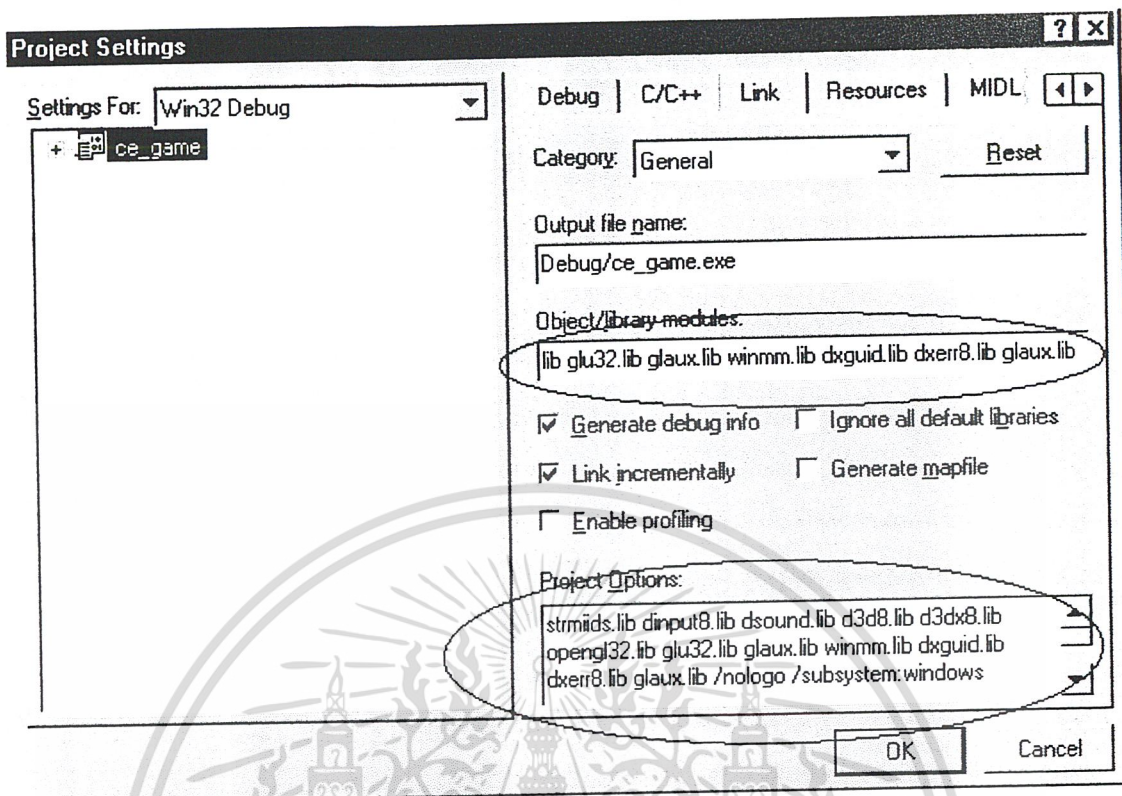 Project Settings
Settings For: Win32 Debug
ce_game
Debug C/C++ Link Resources MIDL
Category: General Reset
Output file name:
Debug/ce_game.exe
Object/library modules:
lib glu32.lib glaux.lib winmm.lib dxguid.lib dxerr8.lib glaux.lib
Generate debug info Ignore all default libraries
Link incrementally Generate mapfile
Enable profiling
Project Options:
strmiids.lib dinput8.lib dsound.lib d3d8.lib d3dx8.lib
opengl32.lib glu32.lib glaux.lib winmm.lib dxguid.lib
dxerr8.lib glaux.lib /nologo /subsystem:windows
OK Cancel